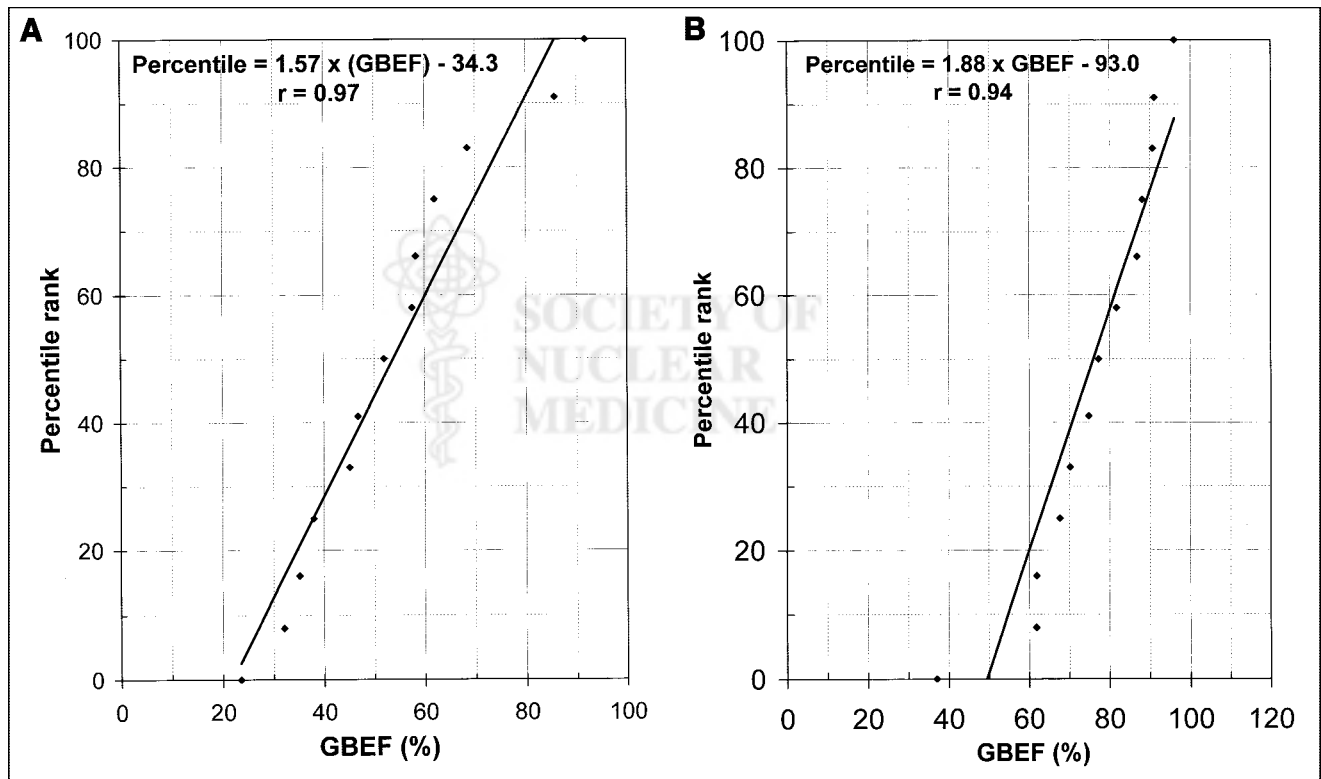 A
Percentile = 1.57 x (GBEF) - 34.3
r = 0.97
100
80
60
40
20
0
Percentile rank
0 20 40 60 80 100
GBEF (%)
B
Percentile = 1.88 x GBEF - 93.0
r = 0.94
100
80
60
40
20
0
Percentile rank
0 20 40 60 80 100 120
GBEF (%)
SOCIETY OF
NUCLEAR
MEDICINE